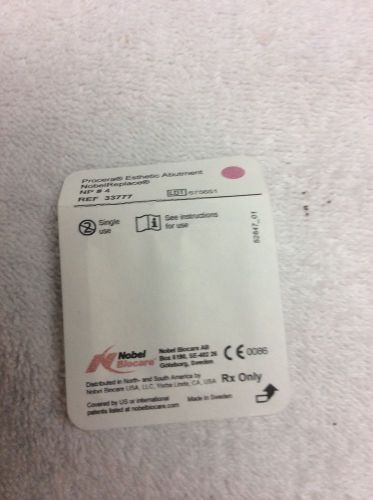 Procera® Esthetic Abutment
NobelReplace®
NP # 4
REF 33777
LOT 675651
Single use
See instructions for use
62847_01
Nobel Biocare
Nobel Biocare AB
Box 5190, SE-402 26
Göteborg, Sweden
CE 0086
Distributed in North- and South America by
Nobel Biocare USA, LLC, Yorba Linda, CA, USA
Rx Only
Covered by US or international
patents listed at nobelbiocare.com
Made in Sweden